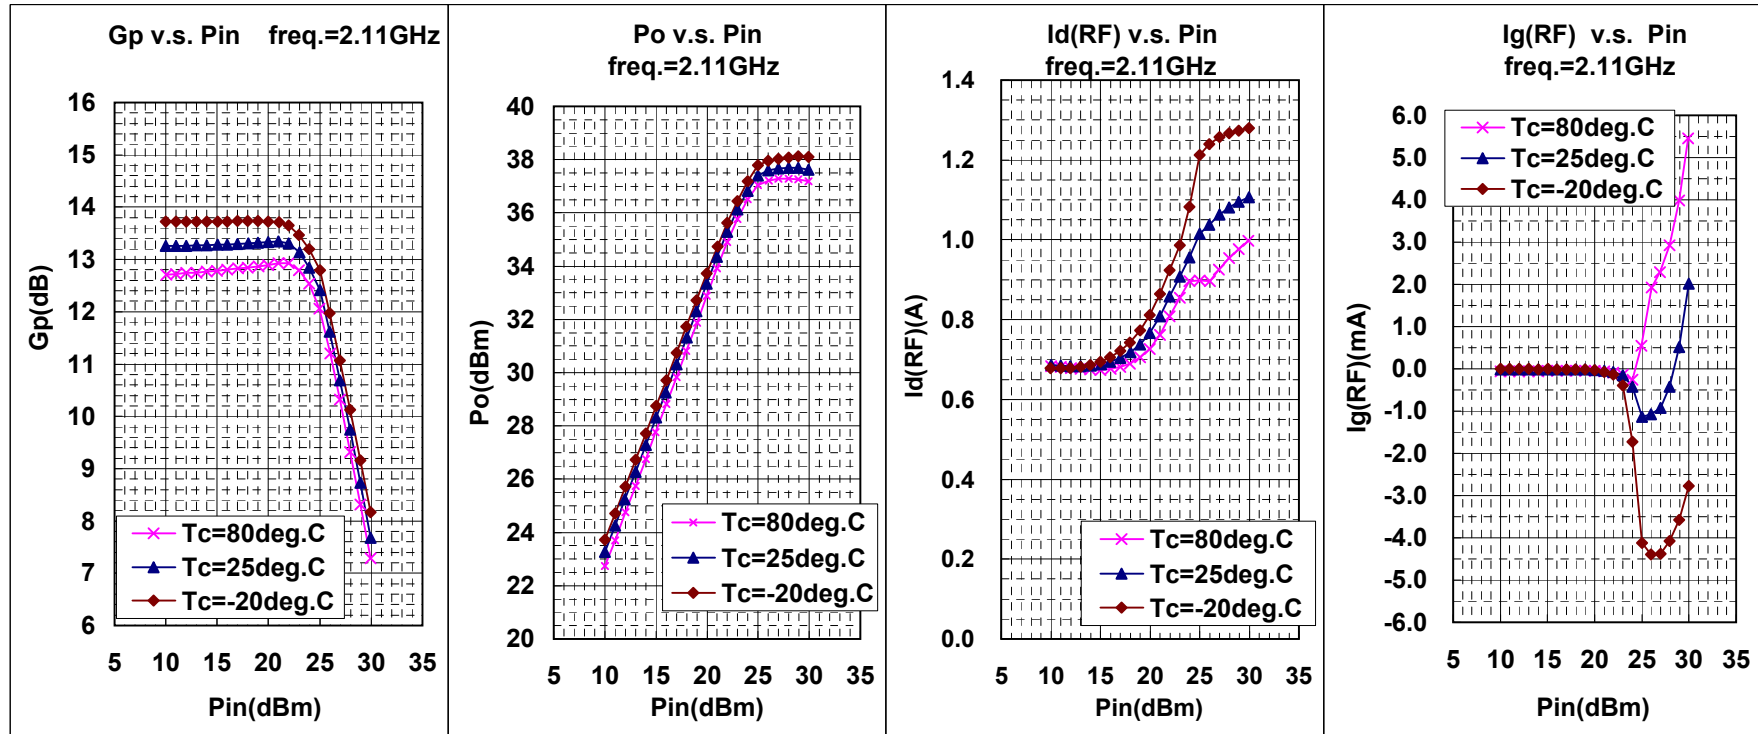 Gp v.s. Pin freq.=2.11GHz
16
15
14
13
12
11
10
9
8
7
6
Gp(dB)
Tc=80deg.C
Tc=25deg.C
Tc=-20deg.C
5 10 15 20 25 30 35
Pin(dBm)
Po v.s. Pin
freq.=2.11GHz
40
38
36
34
32
30
28
26
24
22
20
Po(dBm)
Tc=80deg.C
Tc=25deg.C
Tc=-20deg.C
5 10 15 20 25 30 35
Pin(dBm)
Id(RF) v.s. Pin
freq.=2.11GHz
1.4
1.2
1.0
0.8
0.6
0.4
0.2
0.0
Id(RF)(A)
Tc=80deg.C
Tc=25deg.C
Tc=-20deg.C
5 10 15 20 25 30 35
Pin(dBm)
Ig(RF) v.s. Pin
freq.=2.11GHz
Tc=80deg.C
Tc=25deg.C
Tc=-20deg.C
6.0
5.0
4.0
3.0
2.0
1.0
0.0
-1.0
-2.0
-3.0
-4.0
-5.0
-6.0
Ig(RF)(mA)
5 10 15 20 25 30 35
Pin(dBm)